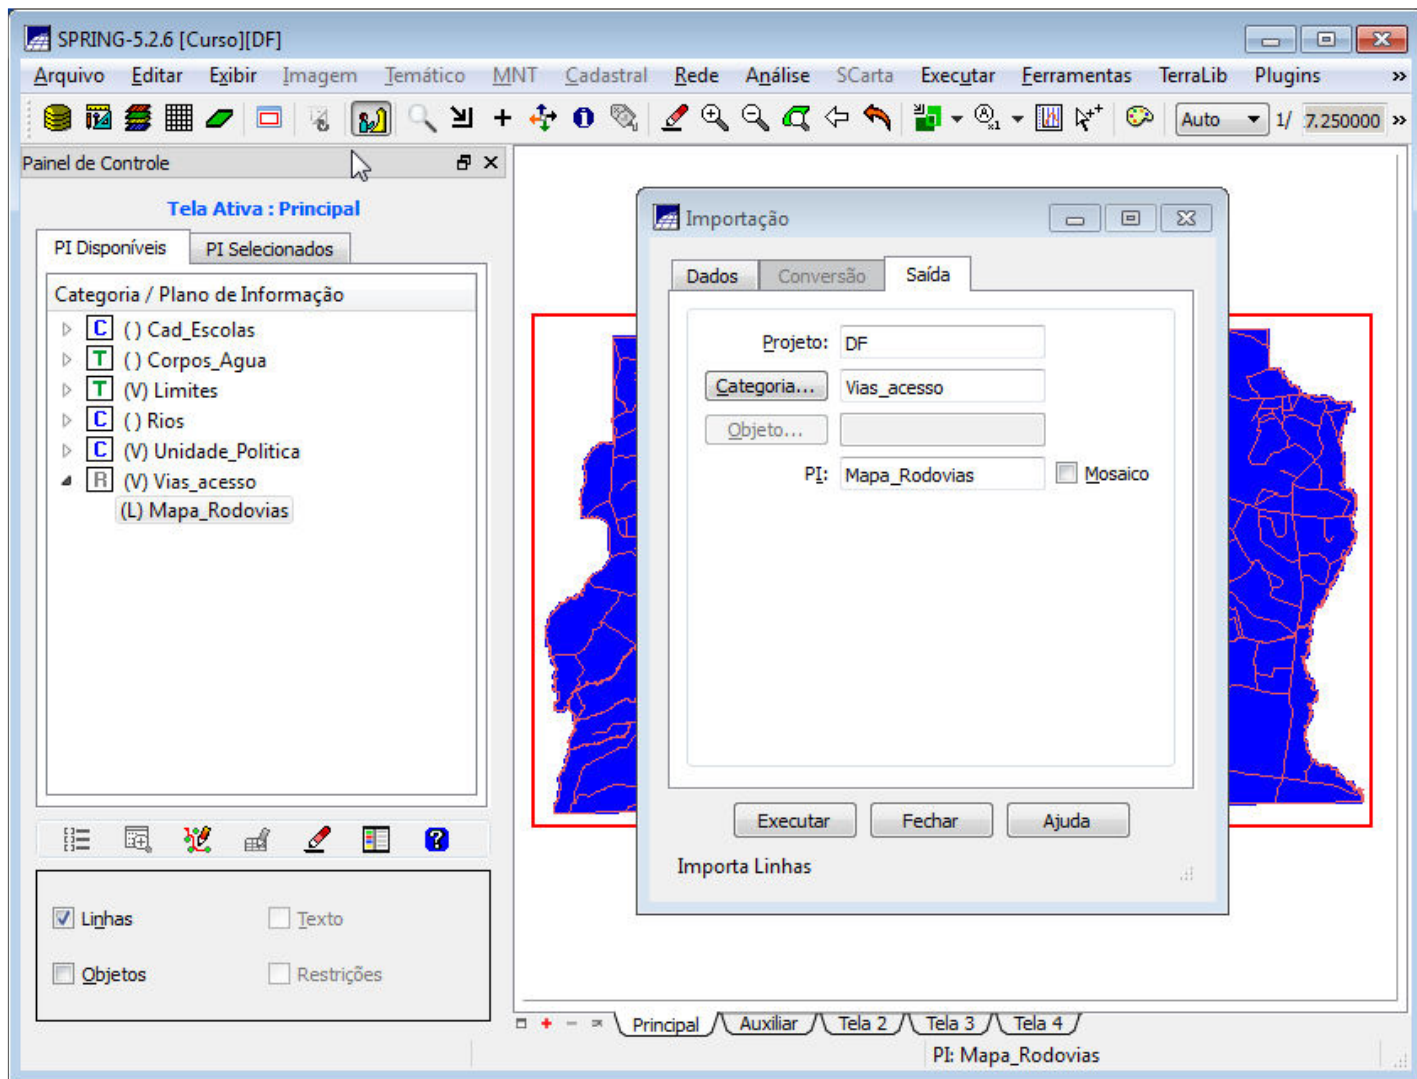 SPRING-5.2.6 [Curso][DF]
Arquivo Editar Exibir Imagem Temático MNT Cadastral Rede Análise SCarta Executar Ferramentas TerraLib Plugins »
Auto 1/ 7.250000 »
Painel de Controle
Tela Ativa : Principal
PI Disponíveis PI Selecionados
Categoria / Plano de Informação
C ( ) Cad_Escolas
T ( ) Corpos_Agua
T (V) Limites
C ( ) Rios
C (V) Unidade_Politica
R (V) Vias_acesso
(L) Mapa_Rodovias
Linhas Texto
Objetos Restrições
Importação
Dados Conversão Saída
Projeto: DF
Categoria... Vias_acesso
Objeto...
PI: Mapa_Rodovias Mosaico
Executar Fechar Ajuda
Importa Linhas
Principal Auxiliar Tela 2 Tela 3 Tela 4
PI: Mapa_Rodovias